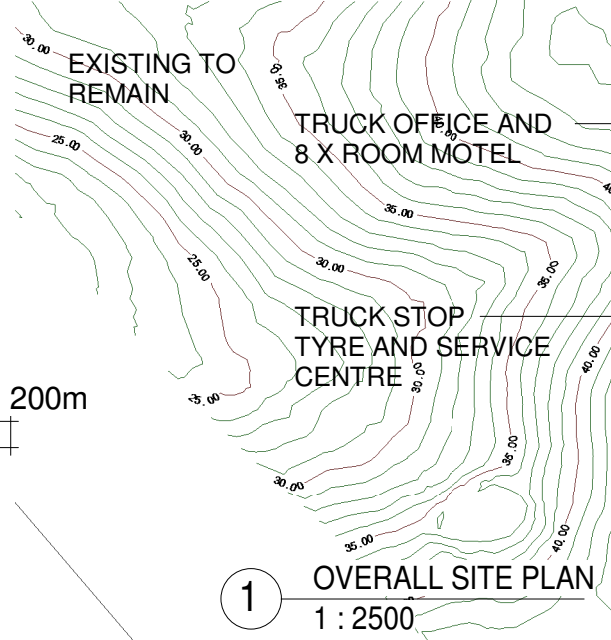 30.00
EXISTING TO
REMAIN
35.00
TRUCK OFFICE AND
8 X ROOM MOTEL
40.00
30.00
25.00
35.00
25.00
30.00
35.00
TRUCK STOP
TYRE AND SERVICE
CENTRE
30.00
40.00
25.00
200m
35.00
30.00
35.00
40.00
1
OVERALL SITE PLAN
1 : 2500